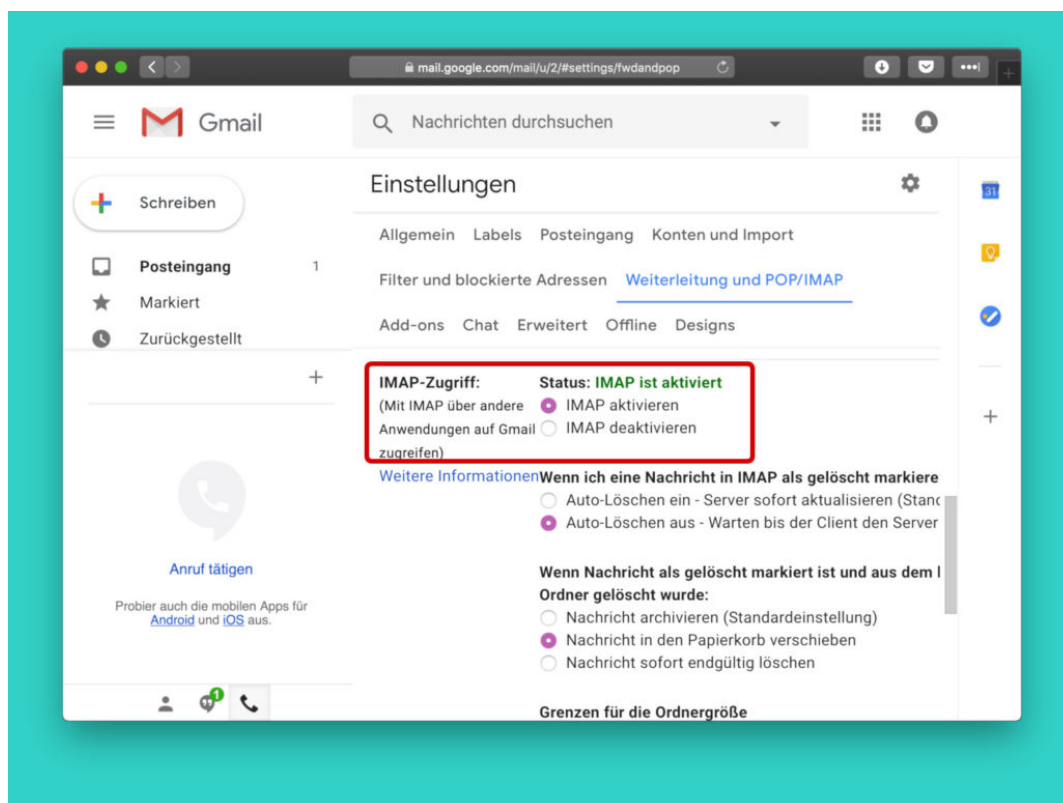 mail.google.com/mail/u/2/#settings/fwdandpop
Gmail
Nachrichten durchsuchen
Schreiben
Posteingang 1
Markiert
Zurückgestellt
Anruf tätigen
Probier auch die mobilen Apps für
Android und iOS aus.
1
Einstellungen
Allgemein Labels Posteingang Konten und Import
Filter und blockierte Adressen Weiterleitung und POP/IMAP
Add-ons Chat Erweitert Offline Designs
IMAP-Zugriff:
(Mit IMAP über andere
Anwendungen auf Gmail
zugreifen)
Weitere Informationen
Status: IMAP ist aktiviert
IMAP aktivieren
IMAP deaktivieren
Wenn ich eine Nachricht in IMAP als gelöscht markiere
Auto-Löschen ein - Server sofort aktualisieren (Stanc
Auto-Löschen aus - Warten bis der Client den Server
Wenn Nachricht als gelöscht markiert ist und aus dem
Ordner gelöscht wurde:
Nachricht archivieren (Standardeinstellung)
Nachricht in den Papierkorb verschieben
Nachricht sofort endgültig löschen
Grenzen für die Ordnergröße
31